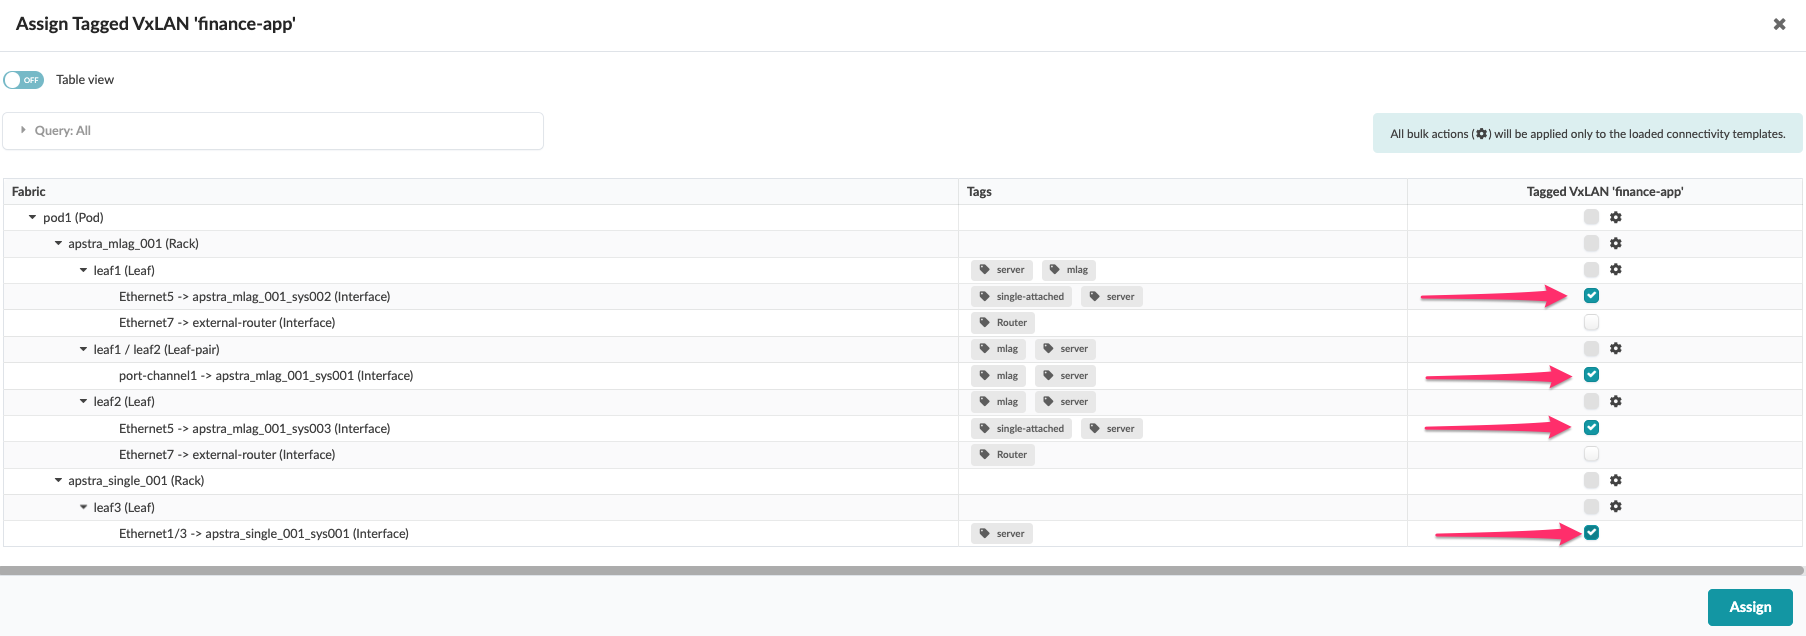 Assign Tagged VxLAN 'finance-app'
OFF Table view
Query: All
All bulk actions ( ) will be applied only to the loaded connectivity templates.
Fabric Tags Tagged VxLAN 'finance-app'
pod1 (Pod)
apstra_mlag_001 (Rack)
leaf1 (Leaf) server mlag
Ethernet5 -> apstra_mlag_001_sys002 (Interface) single-attached server
Ethernet7 -> external-router (Interface) Router
leaf1 / leaf2 (Leaf-pair) mlag server
port-channel1 -> apstra_mlag_001_sys001 (Interface) mlag server
leaf2 (Leaf) mlag server
Ethernet5 -> apstra_mlag_001_sys003 (Interface) single-attached server
Ethernet7 -> external-router (Interface) Router
apstra_single_001 (Rack)
leaf3 (Leaf)
Ethernet1/3 -> apstra_single_001_sys001 (Interface) server
Assign